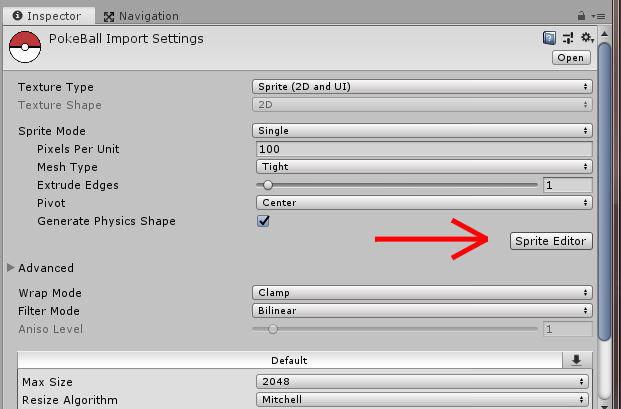 Inspector Navigation
PokeBall Import Settings
Open
Texture Type Sprite (2D and UI)
Texture Shape 2D
Sprite Mode Single
Pixels Per Unit 100
Mesh Type Tight
Extrude Edges 1
Pivot Center
Generate Physics Shape
Sprite Editor
Advanced
Wrap Mode Clamp
Filter Mode Bilinear
Aniso Level 1
Default
Max Size 2048
Resize Algorithm Mitchell